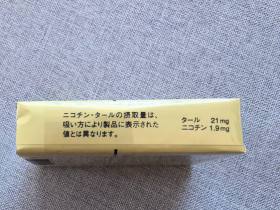 ニコチン・タールの摂取量は、
吸い方により製品に表示された
値とは異なります。
タール 21mg
ニコチン 1.9mg